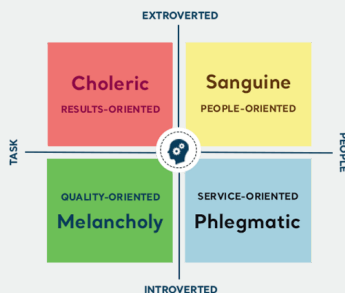 EXTROVERTED
Choleric
RESULTS-ORIENTED
Sanguine
PEOPLE-ORIENTED
TASK
PEOPLE
QUALITY-ORIENTED
Melancholy
SERVICE-ORIENTED
Phlegmatic
INTROVERTED